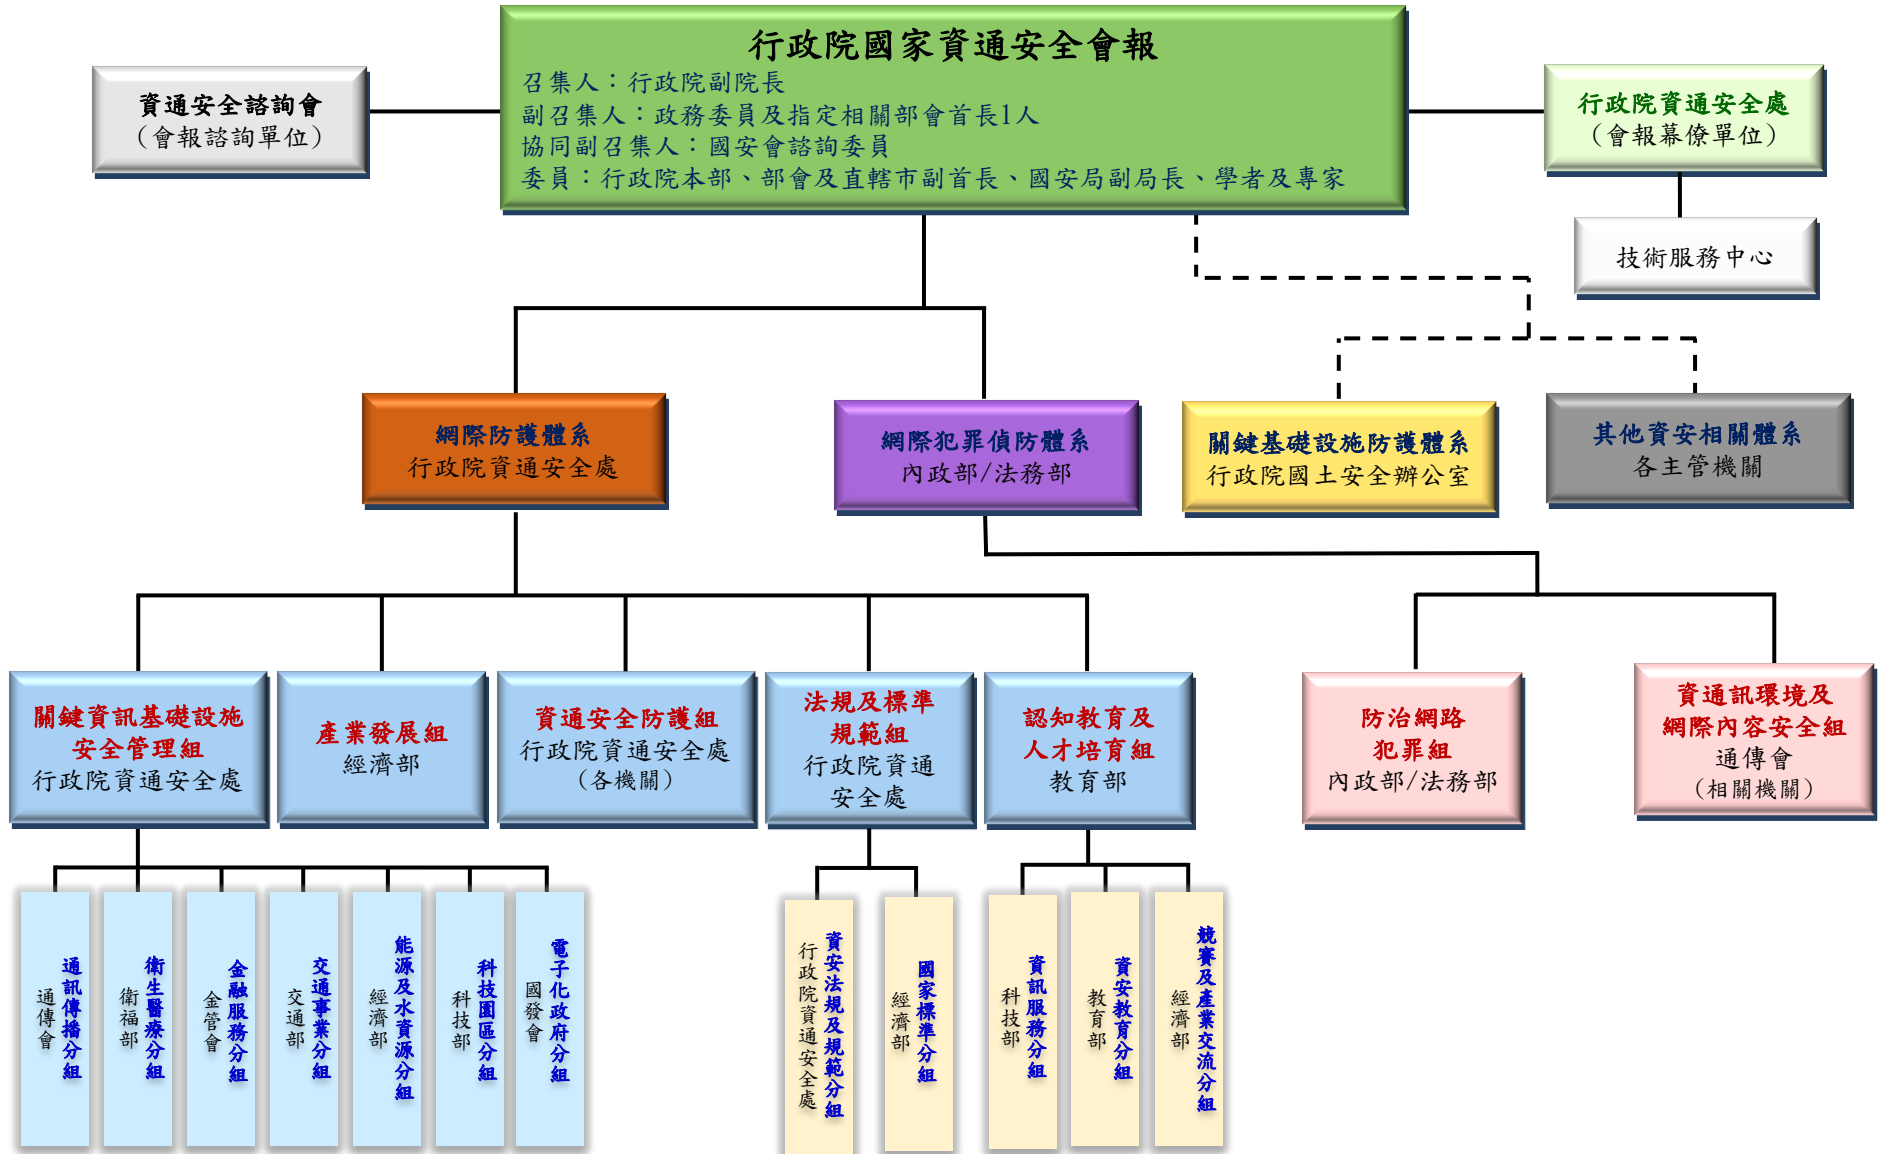 行政院國家資通安全會報
召集人：行政院副院長
副召集人：政務委員及指定相關部會首長1人
協同副召集人：國安會諮詢委員
委員：行政院本部、部會及直轄市副首長、國安局副局長、學者及專家
資通安全諮詢會
（會報諮詢單位）
行政院資通安全處
（會報幕僚單位）
技術服務中心
網際防護體系
行政院資通安全處
網際犯罪偵防體系
內政部/法務部
關鍵基礎設施防護體系
行政院國土安全辦公室
其他資安相關體系
各主管機關
關鍵資訊基礎設施
安全管理組
行政院資通安全處
產業發展組
經濟部
資通安全防護組
行政院資通安全處
（各機關）
法規及標準
規範組
行政院資通
安全處
認知教育及
人才培育組
教育部
防治網路
犯罪組
內政部/法務部
資通訊環境及
網際內容安全組
通傳會
（相關機關）
通訊傳播分組
通傳會
衛生醫療分組
衛福部
金融服務分組
金管會
交通事業分組
交通部
能源及水資源分組
經濟部
科技園區分組
科技部
電子化政府分組
國發會
資安法規及規範分組
行政院資通安全處
國家標準分組
經濟部
資訊服務分組
科技部
資安教育分組
教育部
競賽及產業交流分組
經濟部